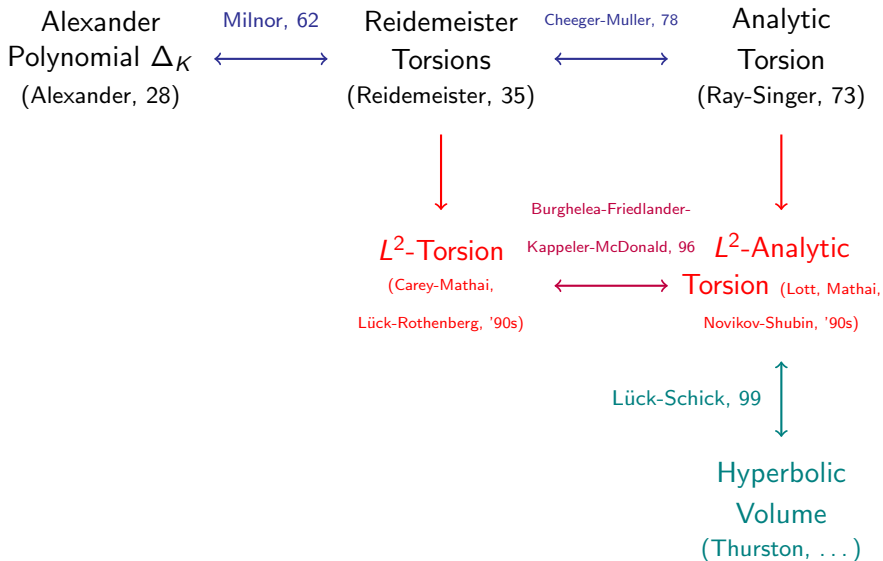 Alexander
Polynomial Δ_K
(Alexander, 28)
Milnor, 62
Reidemeister
Torsions
(Reidemeister, 35)
Cheeger-Muller, 78
Analytic
Torsion
(Ray-Singer, 73)
L²-Torsion
(Carey-Mathai,
Lück-Rothenberg, '90s)
Burghelea-Friedlander-
Kappeler-McDonald, 96
L²-Analytic
Torsion (Lott, Mathai,
Novikov-Shubin, '90s)
Lück-Schick, 99
Hyperbolic
Volume
(Thurston, . . . )